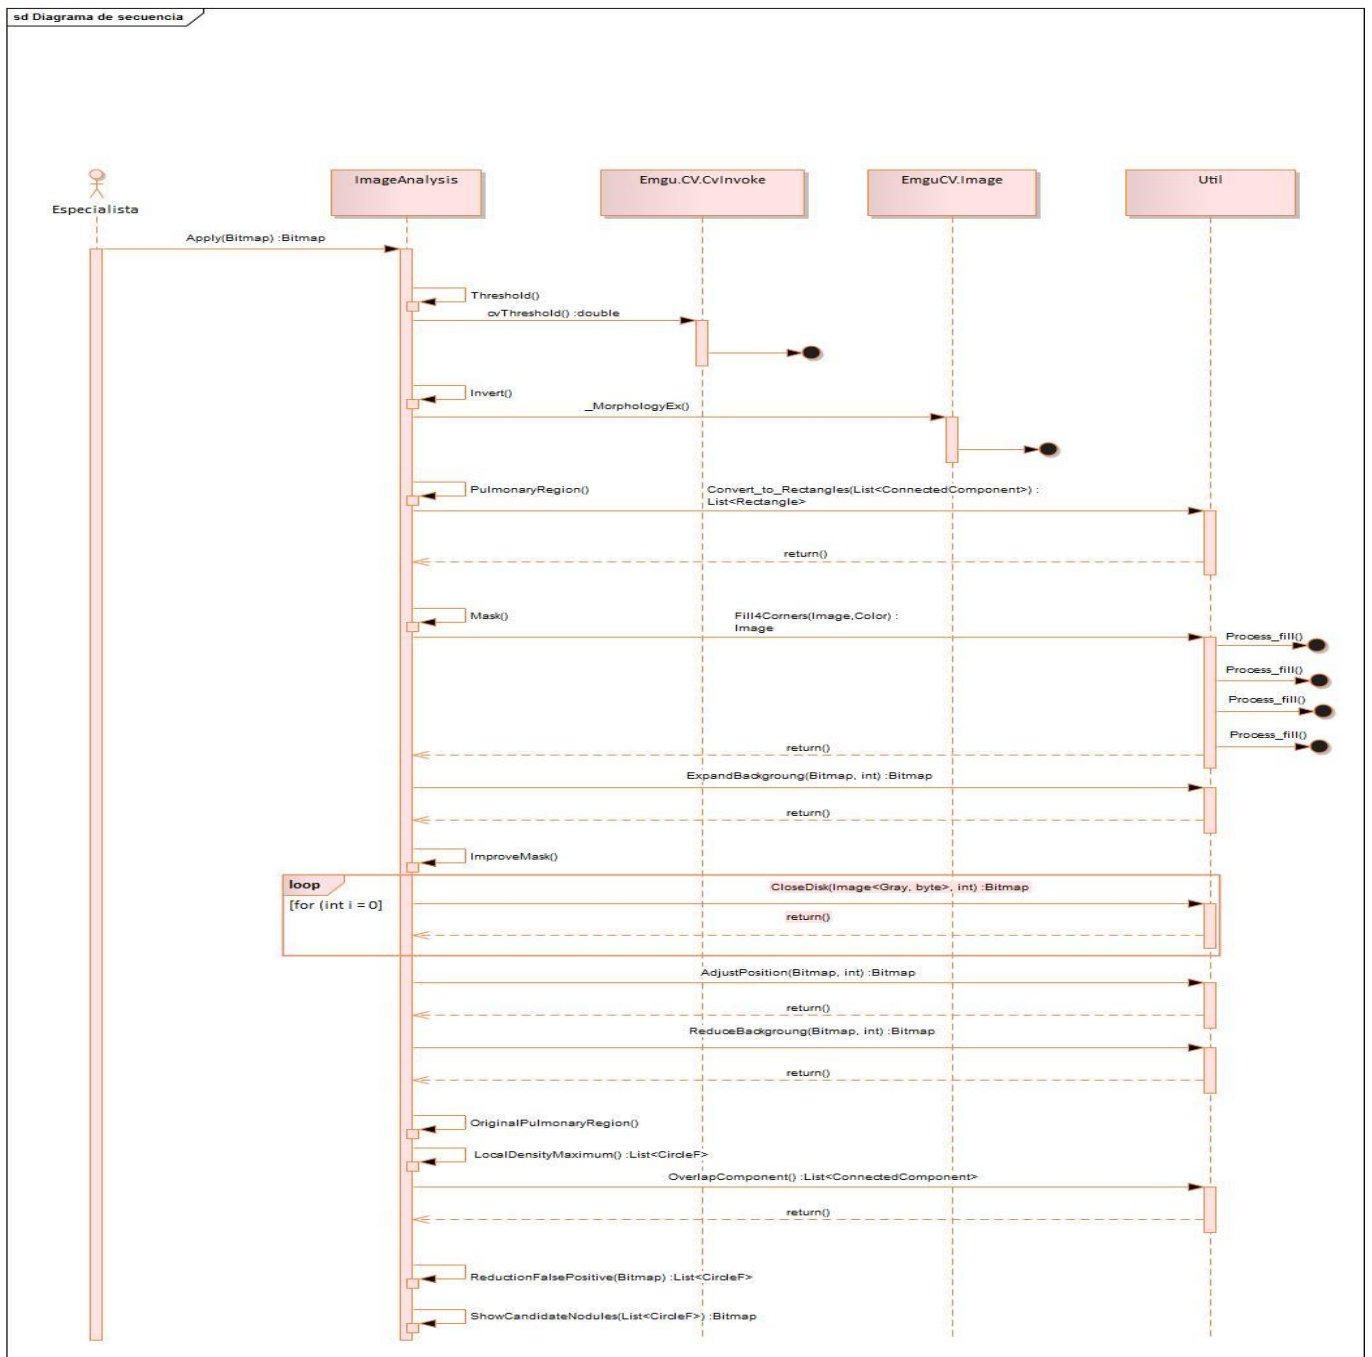 sd Diagrama de secuencia
ImageAnalysis
Emgu.CV.CvInvoke
EmguCV.Image
Util
Especialista
Apply(Bitmap) :Bitmap
Threshold()
cvThreshold() :double
Invert()
_MorphologyEx()
PulmonaryRegion()
Convert_to_Rectangles(List<ConnectedComponent>) :
List<Rectangle>
return()
Mask()
Fill4Corners(Image,Color) :
Image
Process_fill()
Process_fill()
Process_fill()
Process_fill()
return()
ExpandBackgroung(Bitmap, int) :Bitmap
return()
ImproveMask()
loop
[for (int i = 0]
CloseDisk(Image<Gray, byte>, int) :Bitmap
return()
AdjustPosition(Bitmap, int) :Bitmap
return()
ReduceBackgroung(Bitmap, int) :Bitmap
return()
OriginalPulmonaryRegion()
LocalDensityMaximum() :List<CircleF>
OverlapComponent() :List<ConnectedComponent>
return()
ReductionFalsePositive(Bitmap) :List<CircleF>
ShowCandidateNodules(List<CircleF>) :Bitmap